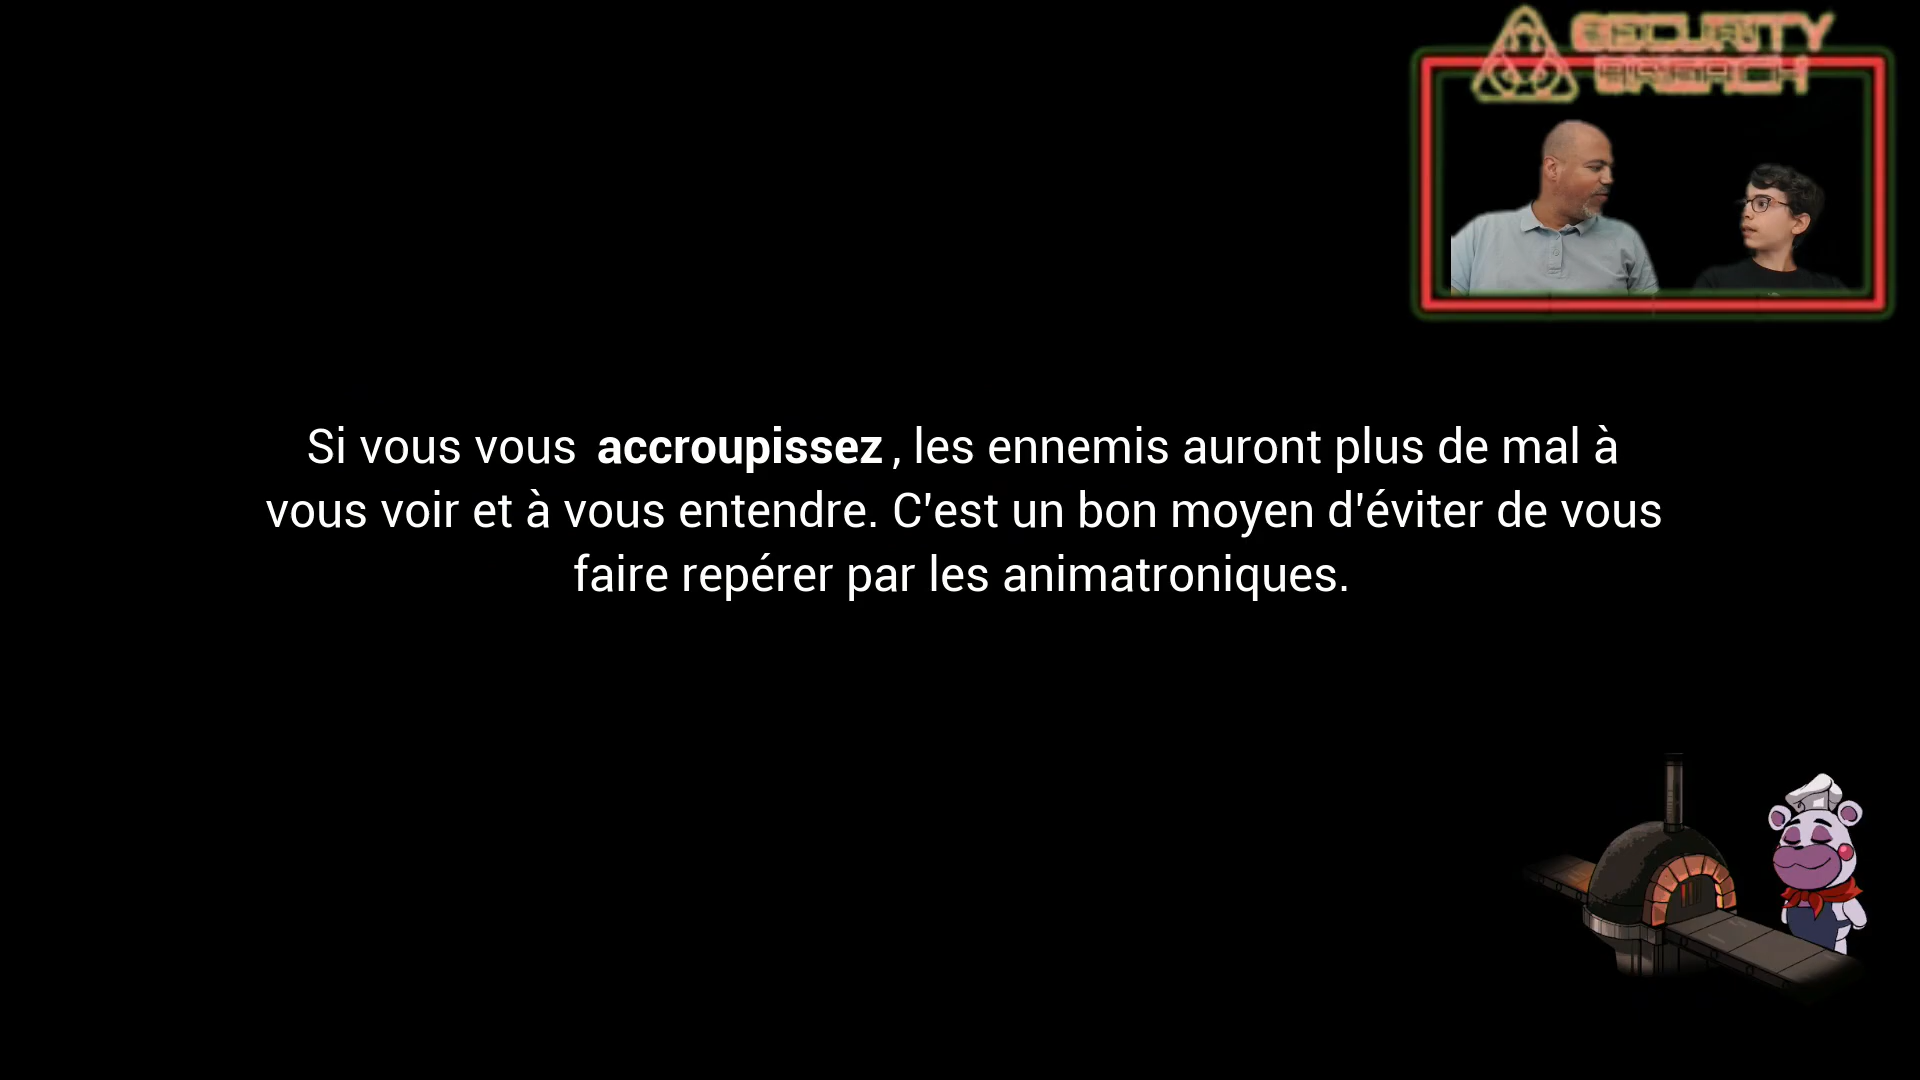 SECURITY
BREACH
Si vous vous accroupissez, les ennemis auront plus de mal à
vous voir et à vous entendre. C'est un bon moyen d'éviter de vous
faire repérer par les animatroniques.